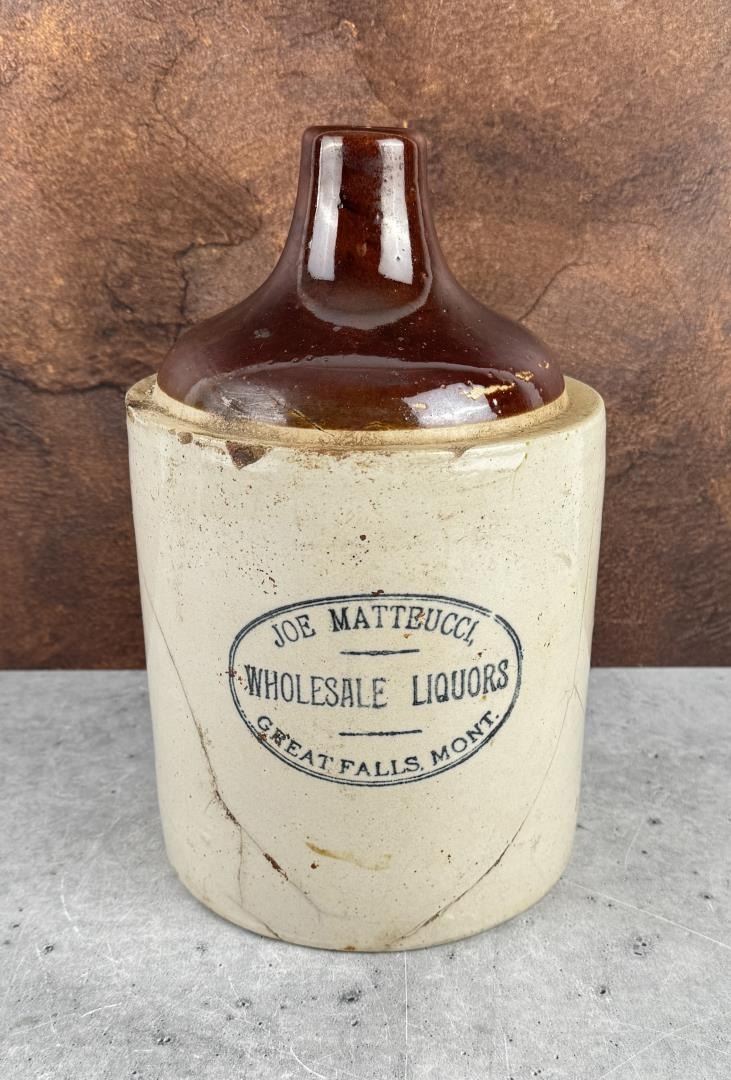 JOE MATTEUCCI,
WHOLESALE LIQUORS
GREAT FALLS, MONT.